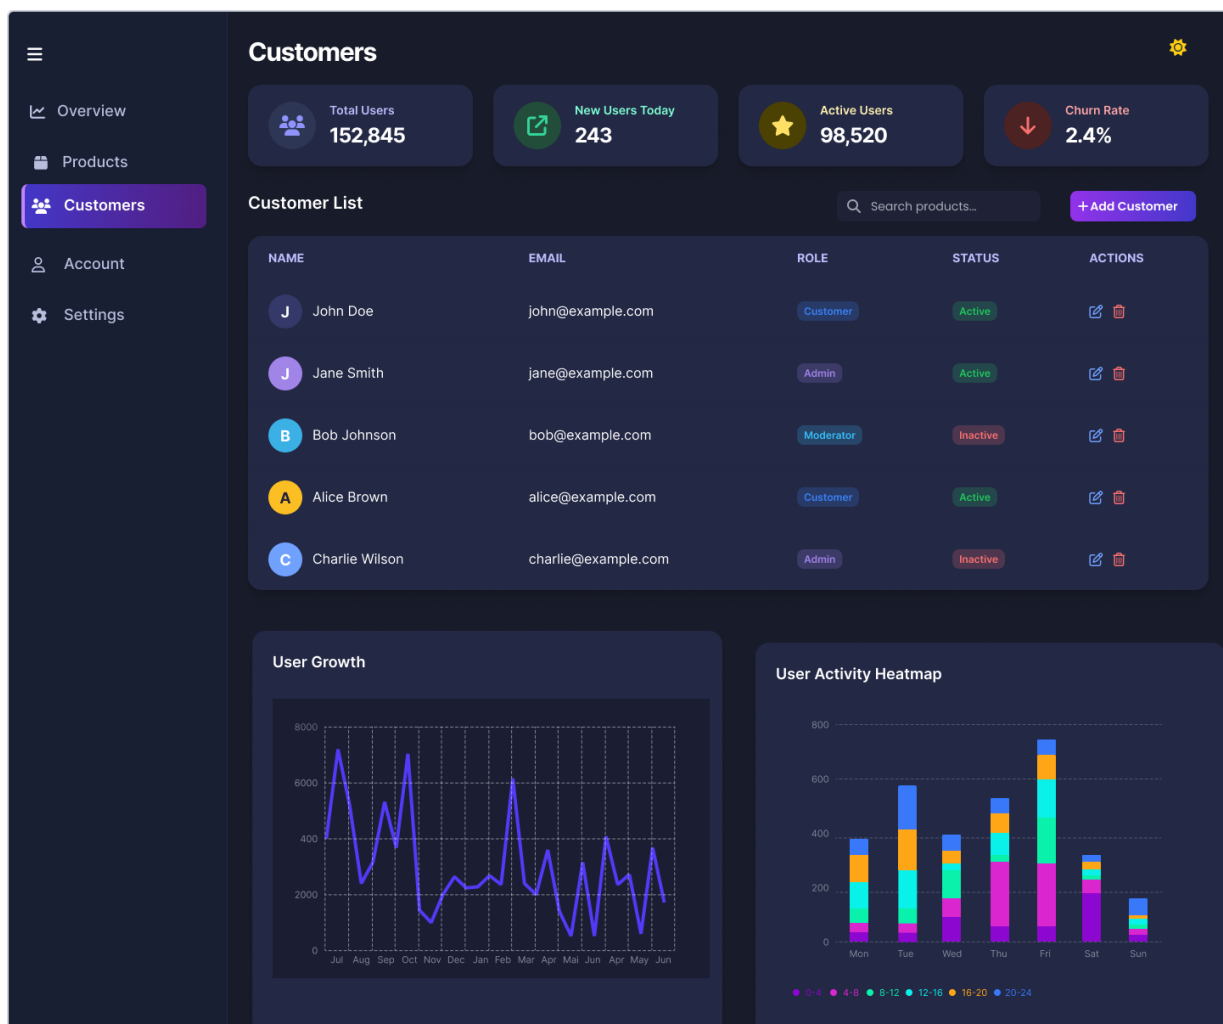 Customers
Overview
Products
Customers
Account
Settings
Total Users
152,845
New Users Today
243
Active Users
98,520
Churn Rate
2.4%
Customer List
Search products...
+Add Customer
NAME EMAIL ROLE STATUS ACTIONS
J John Doe john@example.com Customer Active
J Jane Smith jane@example.com Admin Active
B Bob Johnson bob@example.com Moderator Inactive
A Alice Brown alice@example.com Customer Active
C Charlie Wilson charlie@example.com Admin Inactive
User Growth
8000
6000
400
2000
0
Jul Aug Sep Oct Nov Dec Jan Feb Mar Apr Mai Jun Apr May Jun
User Activity Heatmap
800
600
400
200
0
Mon Tue Wed Thu Fri Sat Sun
0-4 4-8 8-12 12-16 16-20 20-24